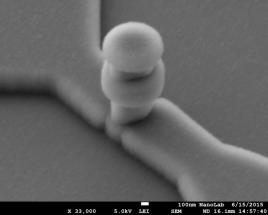 100nm NanoLab 6/15/2015
X 33,000 5.0kV LEI SEM WD 16.1mm 14:57:40